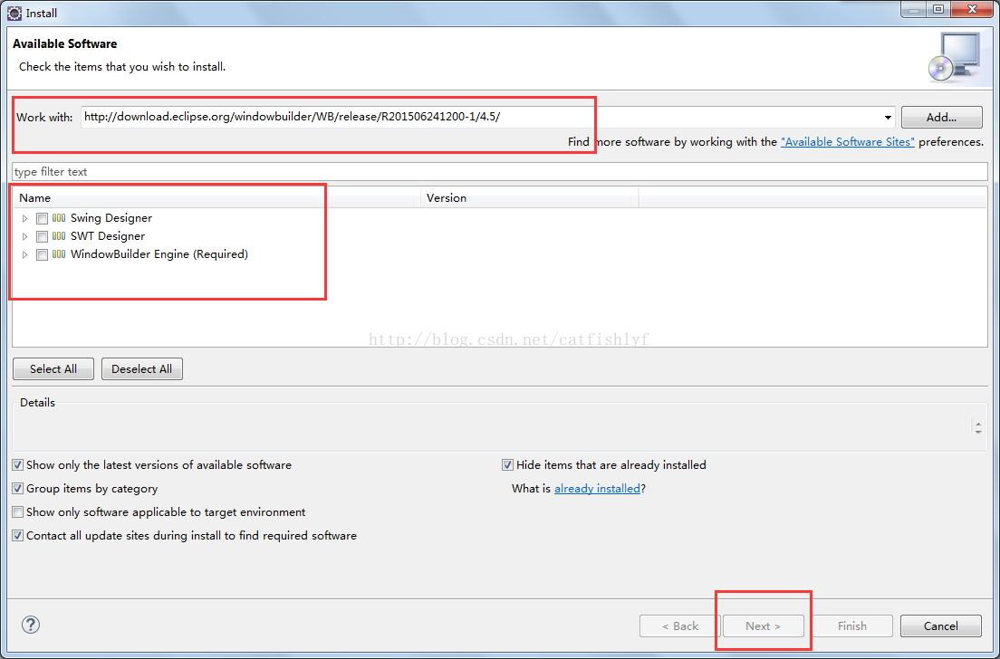 Install
Available Software
Check the items that you wish to install.
Work with: http://download.eclipse.org/windowbuilder/WB/release/R201506241200-1/4.5/ Add...
Find more software by working with the "Available Software Sites" preferences.
type filter text
Name Version
Swing Designer
SWT Designer
WindowBuilder Engine (Required)
http://blog.csdn.net/catfishlyf
Select All Deselect All
Details
Show only the latest versions of available software Hide items that are already installed
Group items by category What is already installed?
Show only software applicable to target environment
Contact all update sites during install to find required software
? < Back Next > Finish Cancel